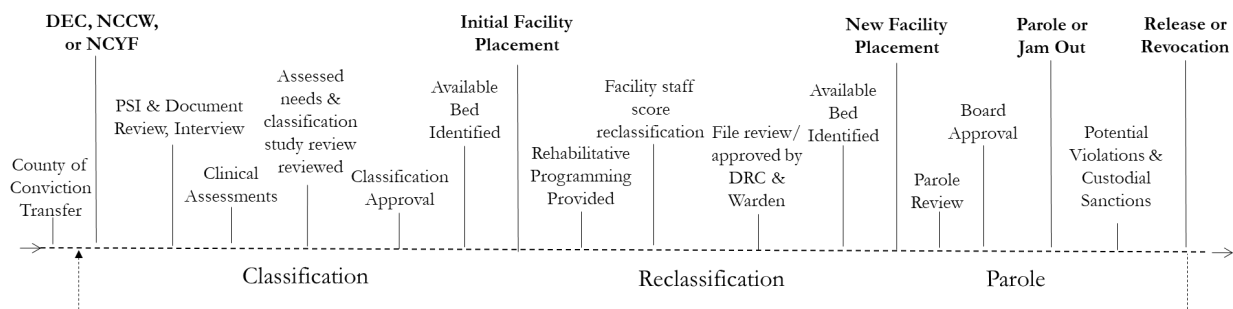 DEC, NCCW,
or NCYF
Initial Facility
Placement
New Facility
Placement
Parole or
Jam Out
Release or
Revocation
County of
Conviction
Transfer
PSI & Document
Review, Interview
Clinical
Assessments
Assessed
needs &
classification
study review
reviewed
Classification
Approval
Available
Bed
Identified
Rehabilitative
Programming
Provided
Facility staff
score
reclassification
File review/
approved by
DRC &
Warden
Available
Bed
Identified
Parole
Review
Board
Approval
Potential
Violations &
Custodial
Sanctions
Classification
Reclassification
Parole